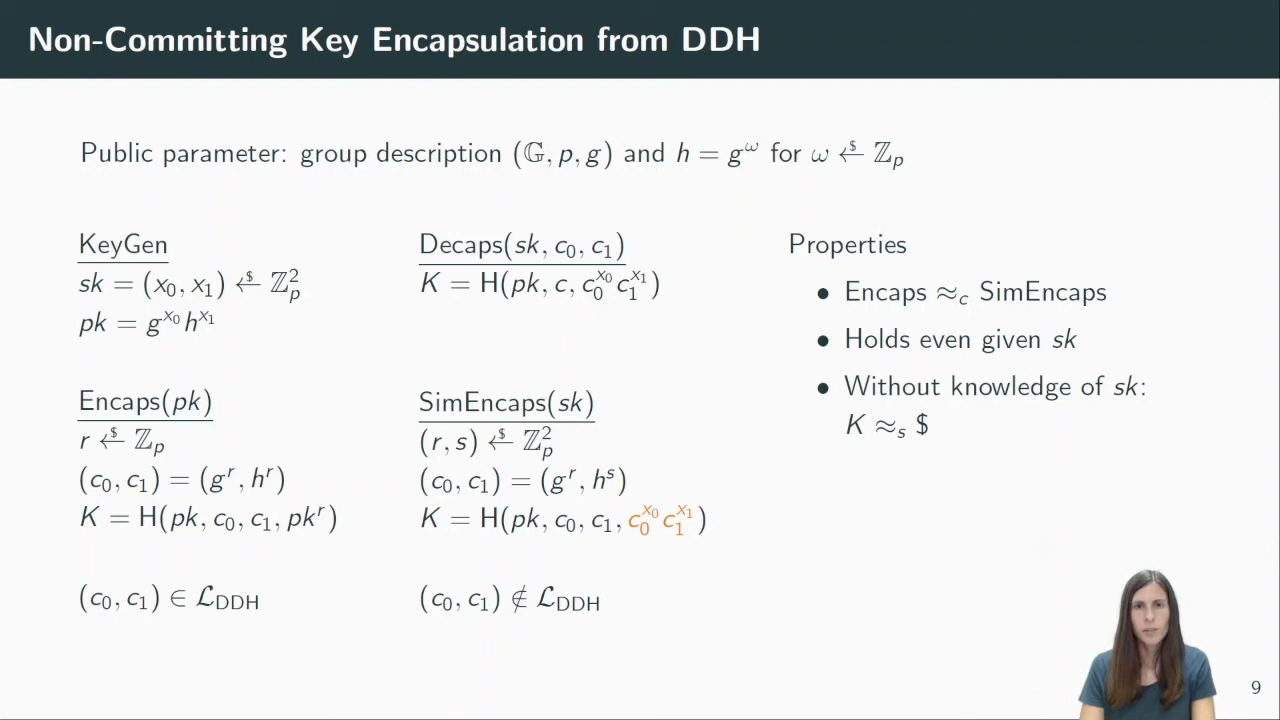 Non-Committing Key Encapsulation from DDH
Public parameter: group description (𝔾, p, g) and h = g^ω for ω ←$ ℤ_p
KeyGen
sk = (x_0, x_1) ←$ ℤ_p^2
pk = g^{x_0} h^{x_1}
Encaps(pk)
r ←$ ℤ_p
(c_0, c_1) = (g^r, h^r)
K = H(pk, c_0, c_1, pk^r)
(c_0, c_1) ∈ ℒ_DDH
Decaps(sk, c_0, c_1)
K = H(pk, c, c_0^{x_0} c_1^{x_1})
SimEncaps(sk)
(r, s) ←$ ℤ_p^2
(c_0, c_1) = (g^r, h^s)
K = H(pk, c_0, c_1, c_0^{x_0} c_1^{x_1})
(c_0, c_1) ∉ ℒ_DDH
Properties
• Encaps ≈_c SimEncaps
• Holds even given sk
• Without knowledge of sk:
K ≈_s $
9